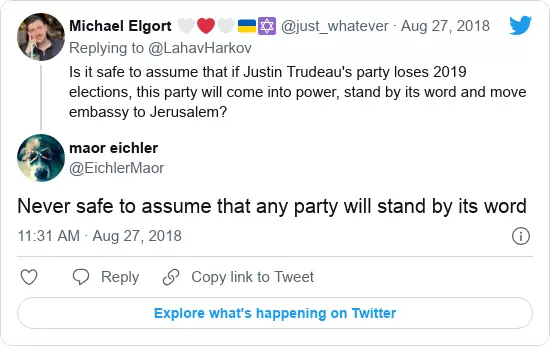 Michael Elgort 🤍❤️🤍🇺🇦✡️ @just_whatever · Aug 27, 2018
Replying to @LahavHarkov
Is it safe to assume that if Justin Trudeau's party loses 2019
elections, this party will come into power, stand by its word and move
embassy to Jerusalem?
maor eichler
@EichlerMaor
Never safe to assume that any party will stand by its word
11:31 AM · Aug 27, 2018
Reply
Copy link to Tweet
Explore what's happening on Twitter